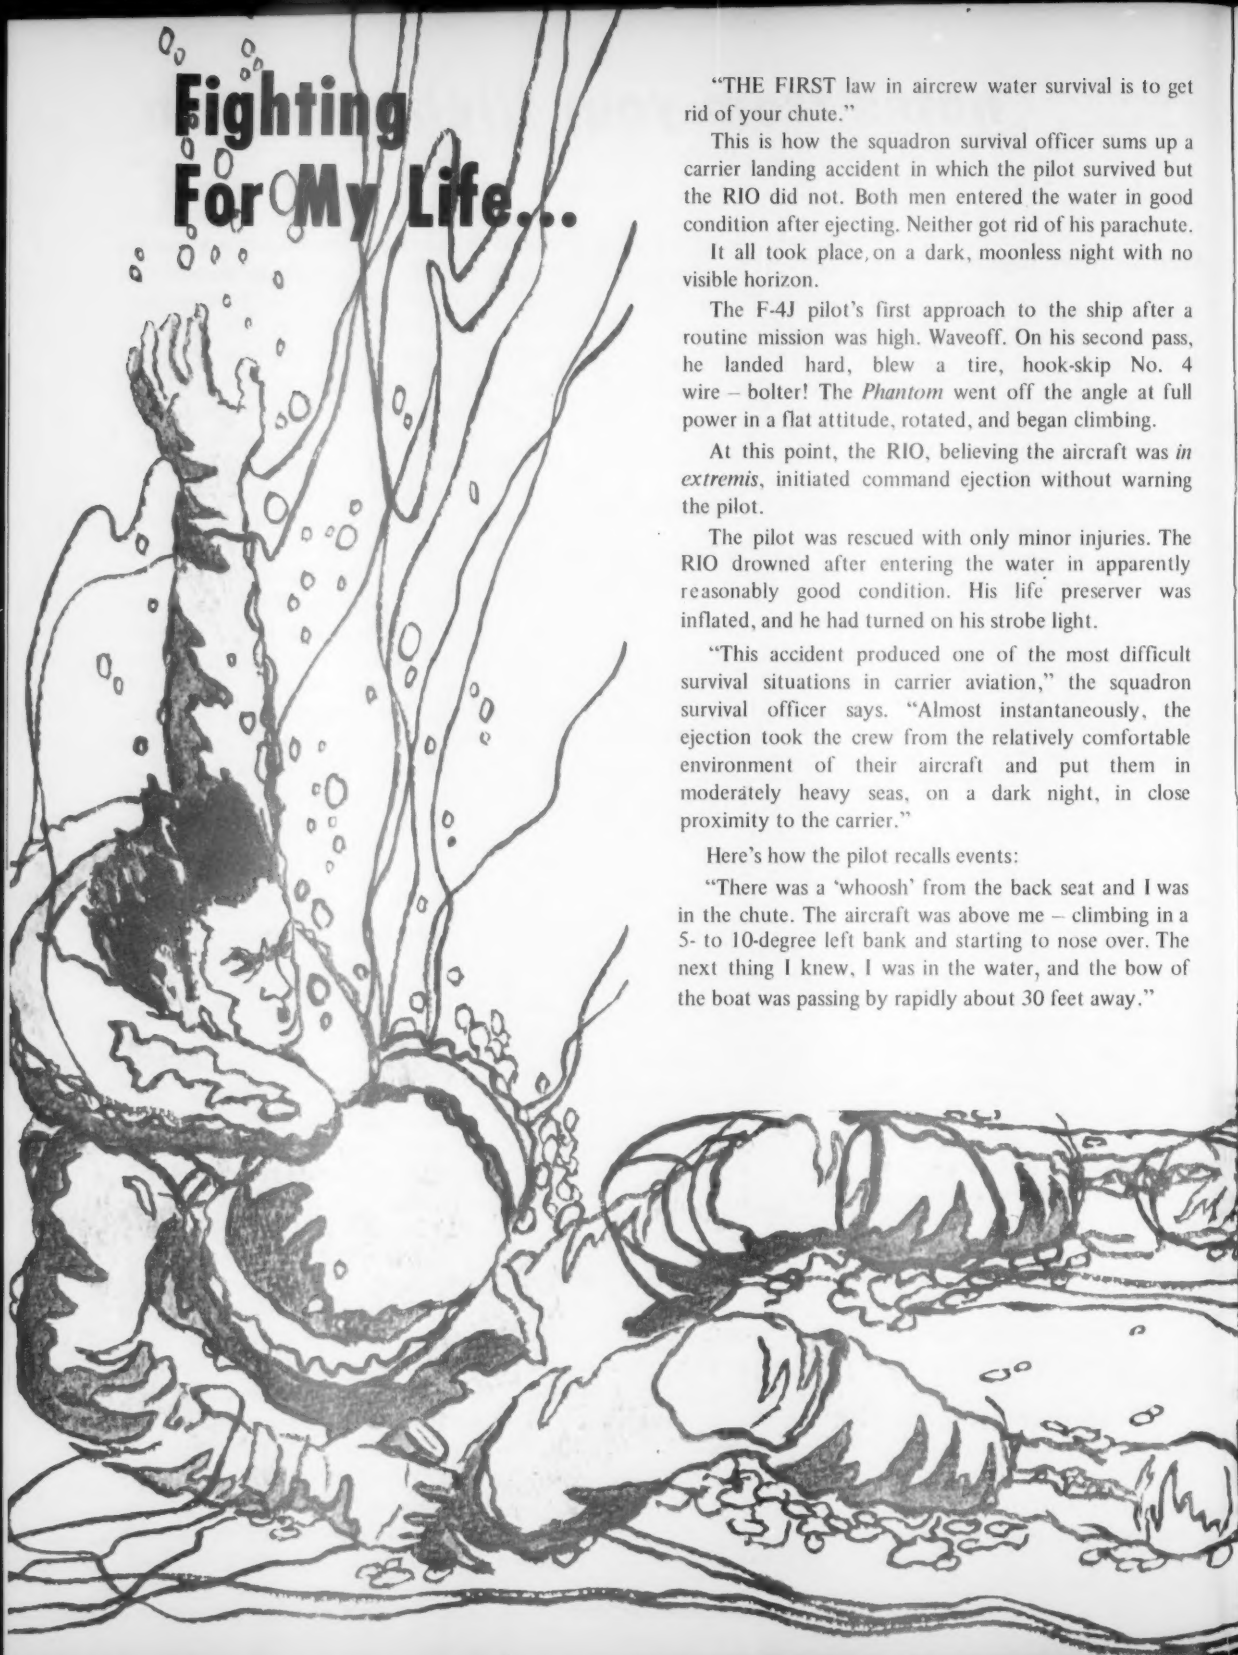 Fighting
For My Life...
“THE FIRST law in aircrew water survival is to get
rid of your chute.”
This is how the squadron survival officer sums up a
carrier landing accident in which the pilot survived but
the RIO did not. Both men entered the water in good
condition after ejecting. Neither got rid of his parachute.
It all took place, on a dark, moonless night with no
visible horizon.
The F-4J pilot's first approach to the ship after a
routine mission was high. Waveoff. On his second pass,
he landed hard, blew a tire, hook-skip No. 4
wire – bolter! The Phantom went off the angle at full
power in a flat attitude, rotated, and began climbing.
At this point, the RIO, believing the aircraft was in
extremis, initiated command ejection without warning
the pilot.
The pilot was rescued with only minor injuries. The
RIO drowned after entering the water in apparently
reasonably good condition. His life preserver was
inflated, and he had turned on his strobe light.
“This accident produced one of the most difficult
survival situations in carrier aviation,” the squadron
survival officer says. “Almost instantaneously, the
ejection took the crew from the relatively comfortable
environment of their aircraft and put them in
moderately heavy seas, on a dark night, in close
proximity to the carrier.”
Here's how the pilot recalls events:
“There was a ‘whoosh’ from the back seat and I was
in the chute. The aircraft was above me – climbing in a
5- to 10-degree left bank and starting to nose over. The
next thing I knew, I was in the water, and the bow of
the boat was passing by rapidly about 30 feet away.”